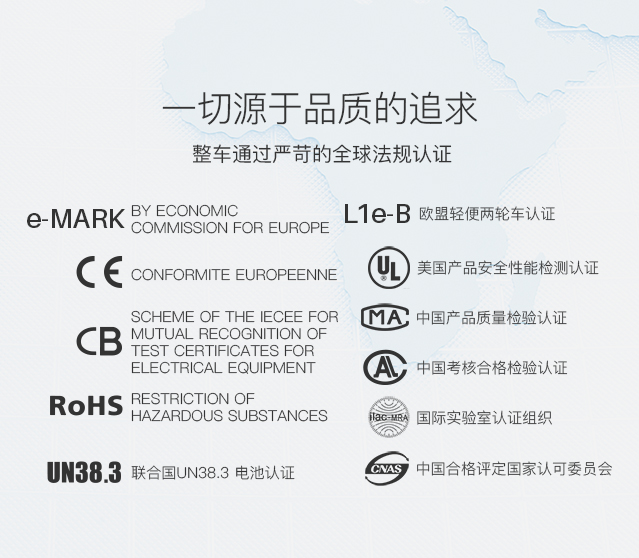 一切源于品质的追求
整车通过严苛的全球法规认证
e-MARK BY ECONOMIC
COMMISSION FOR EUROPE
CE CONFORMITE EUROPEENNE
SCHEME OF THE IECEE FOR
CB MUTUAL RECOGNITION OF
TEST CERTIFICATES FOR
ELECTRICAL EQUIPMENT
RoHS RESTRICTION OF
HAZARDOUS SUBSTANCES
UN38.3 联合国UN38.3 电池认证
L1e-B 欧盟轻便两轮车认证
UL® 美国产品安全性能检测认证
MA 中国产品质量检验认证
AL 中国考核合格检验认证
ilac-MRA 国际实验室认证组织
CNAS 中国合格评定国家认可委员会